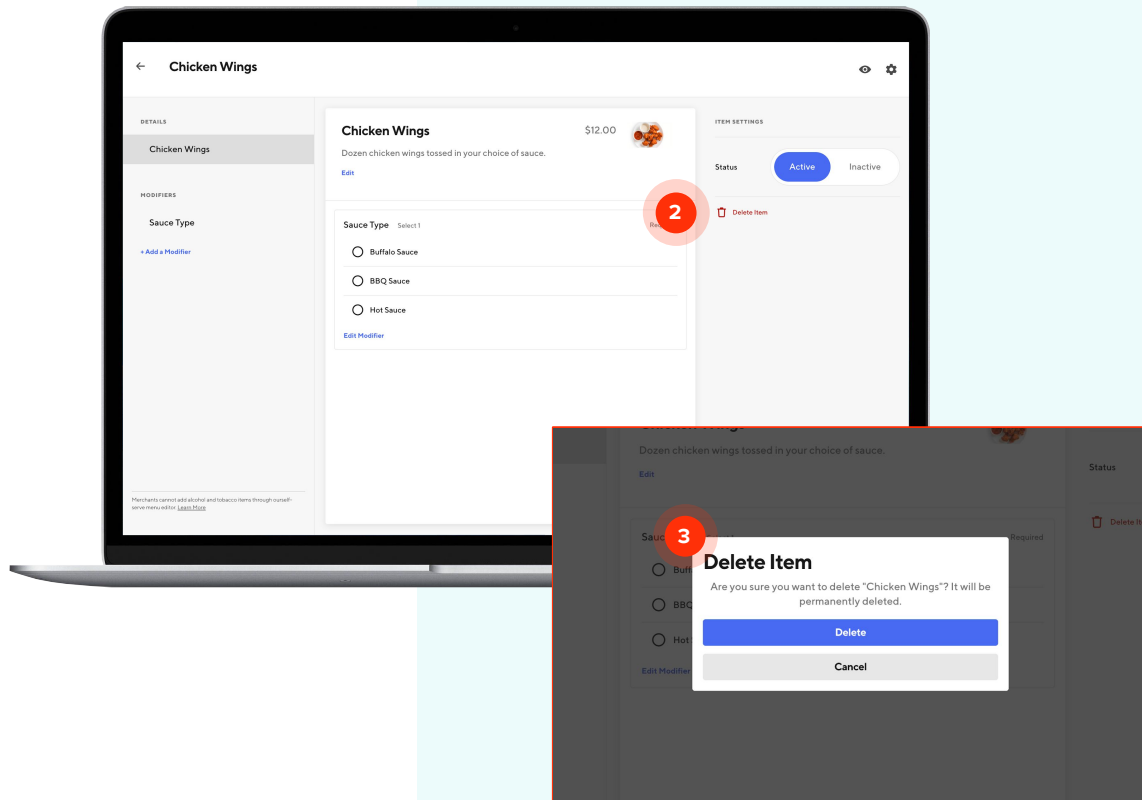 Chicken Wings
DETAILS
Chicken Wings
MODIFIERS
Sauce Type
+ Add a Modifier
Merchants cannot add alcohol and tobacco items through ourself-
serve menu editor. Learn More
Chicken Wings
$12.00
Dozen chicken wings tossed in your choice of sauce.
Edit
Sauce Type Select 1
Buffalo Sauce
BBQ Sauce
Hot Sauce
Edit Modifier
ITEM SETTINGS
Status Active Inactive
2
Delete Item
Dozen chicken wings tossed in your choice of sauce.
Edit
Status
Delete
3
Required
Delete Item
Are you sure you want to delete "Chicken Wings"? It will be
permanently deleted.
Delete
Cancel
BBQ
Hot
Edit Modifier